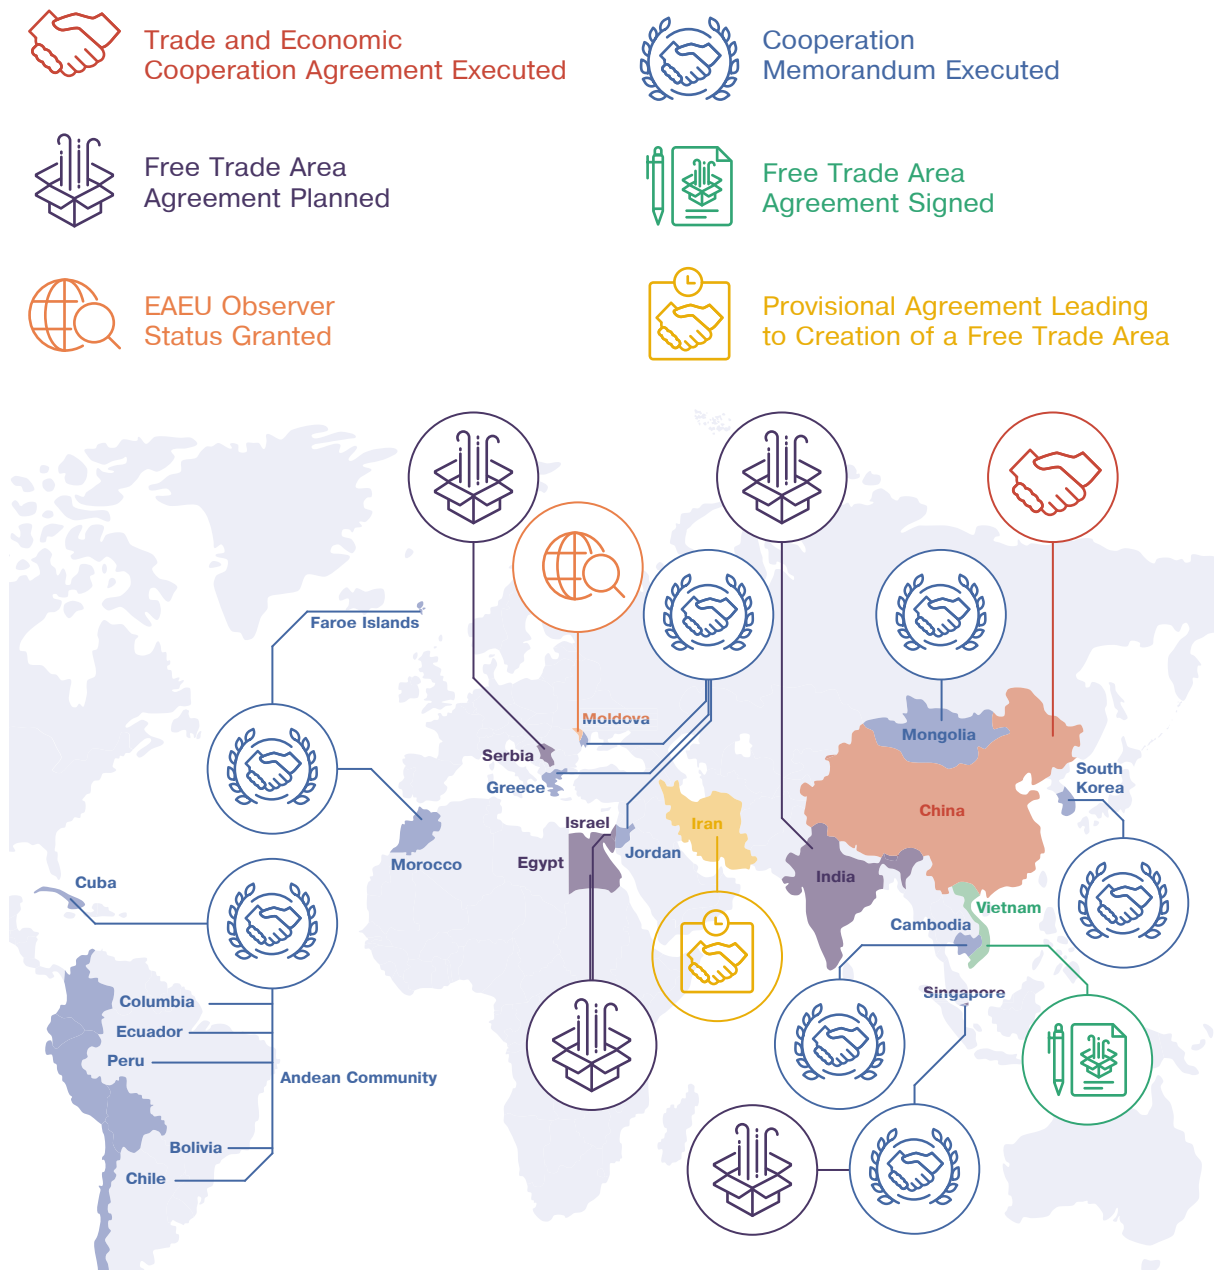 Trade and Economic
Cooperation Agreement Executed
Cooperation
Memorandum Executed
Free Trade Area
Agreement Planned
Free Trade Area
Agreement Signed
EAEU Observer
Status Granted
Provisional Agreement Leading
to Creation of a Free Trade Area
Faroe Islands
Moldova
Mongolia
Serbia
South
Korea
Greece
China
Israel
Iran
Jordan
Egypt
Morocco
India
Cuba
Vietnam
Cambodia
Singapore
Columbia
Ecuador
Peru
Andean Community
Bolivia
Chile